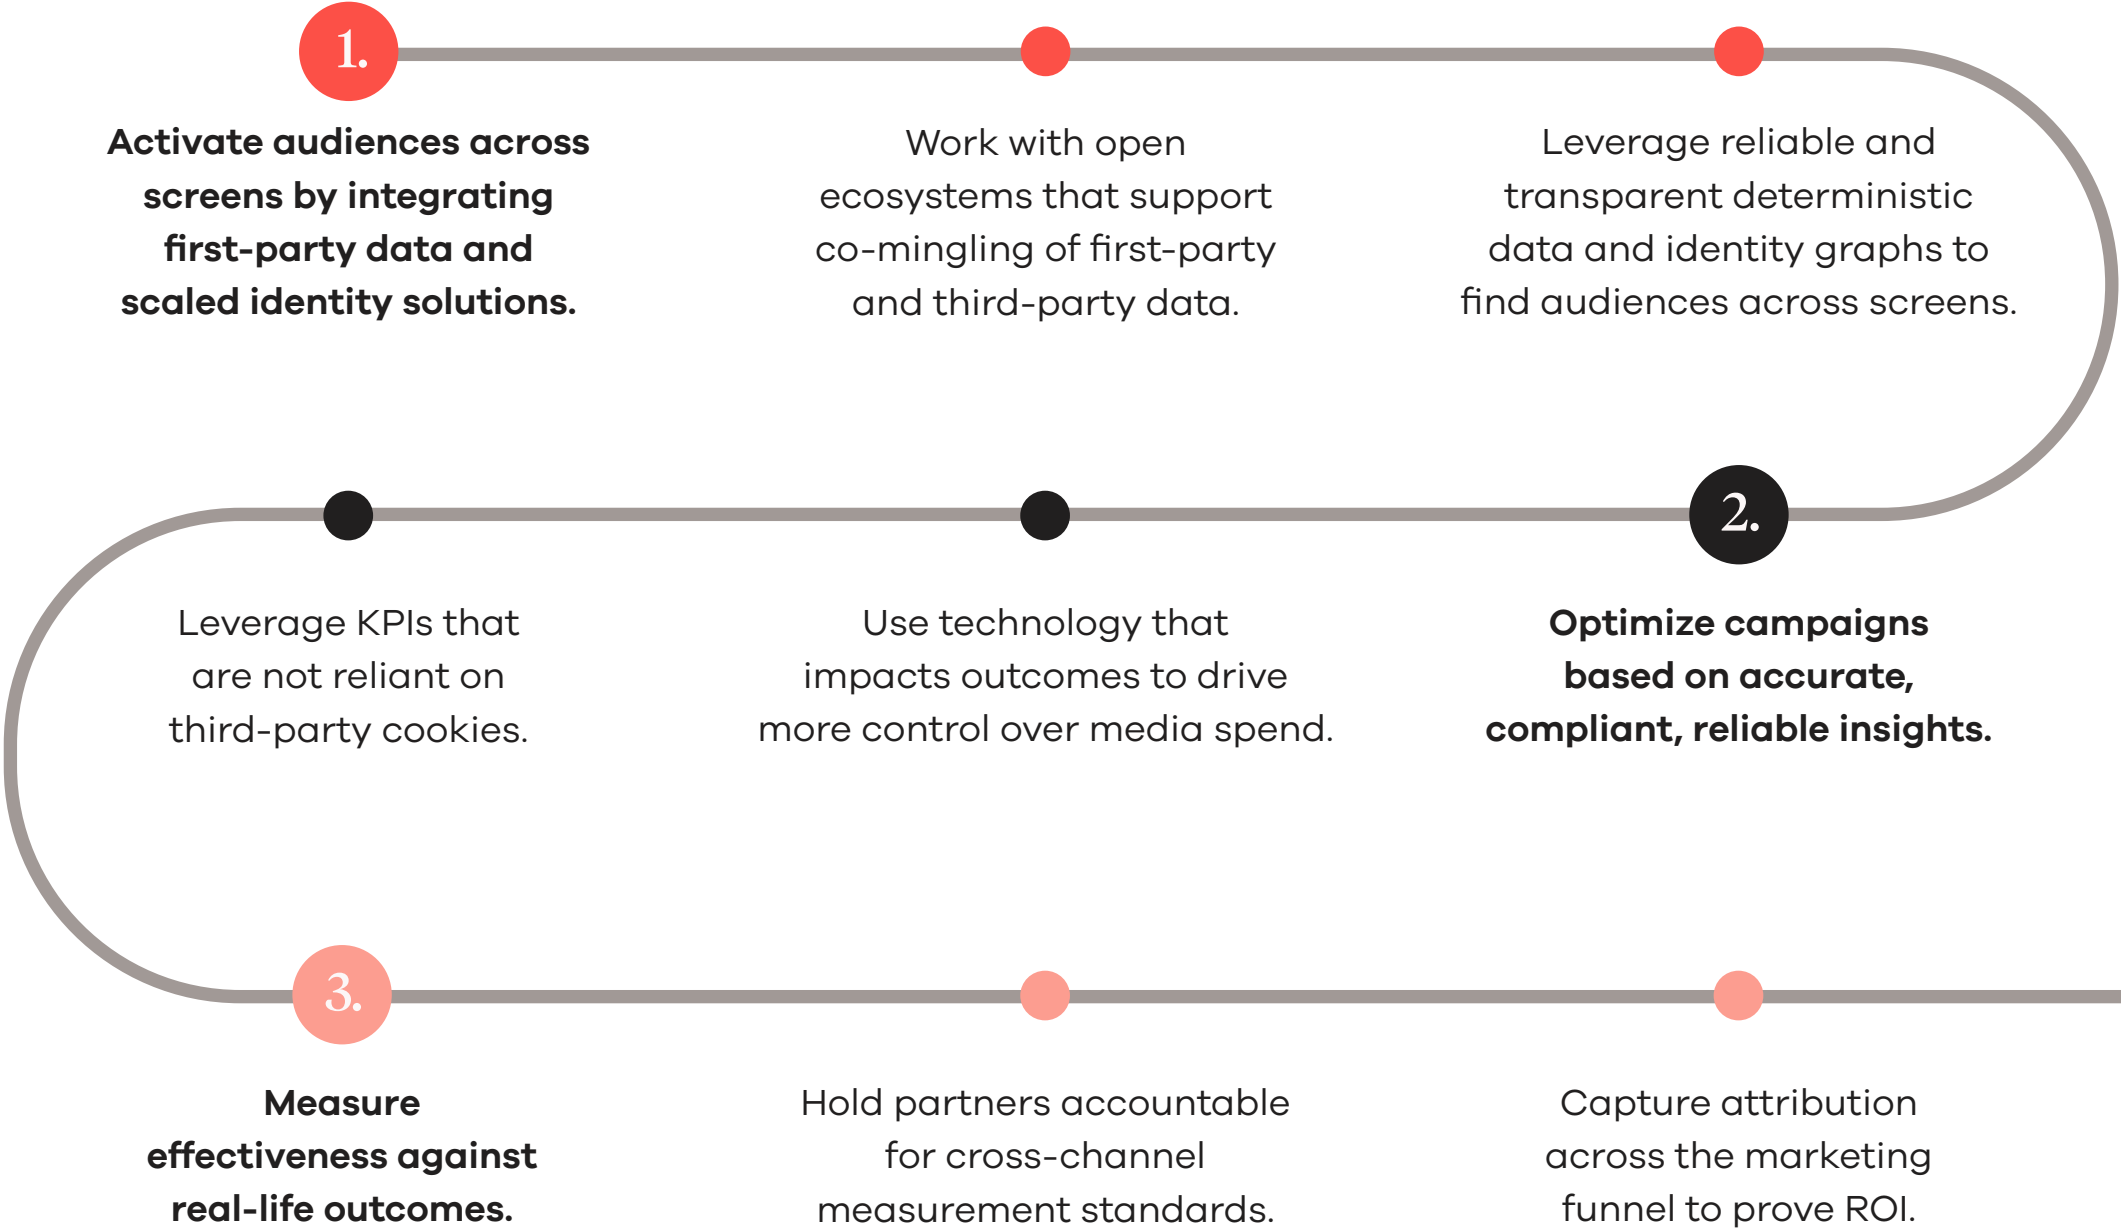 1.
Activate audiences across
screens by integrating
first-party data and
scaled identity solutions.
Work with open
ecosystems that support
co-mingling of first-party
and third-party data.
Leverage reliable and
transparent deterministic
data and identity graphs to
find audiences across screens.
2.
Optimize campaigns
based on accurate,
compliant, reliable insights.
Use technology that
impacts outcomes to drive
more control over media spend.
Leverage KPIs that
are not reliant on
third-party cookies.
3.
Measure
effectiveness against
real-life outcomes.
Hold partners accountable
for cross-channel
measurement standards.
Capture attribution
across the marketing
funnel to prove ROI.